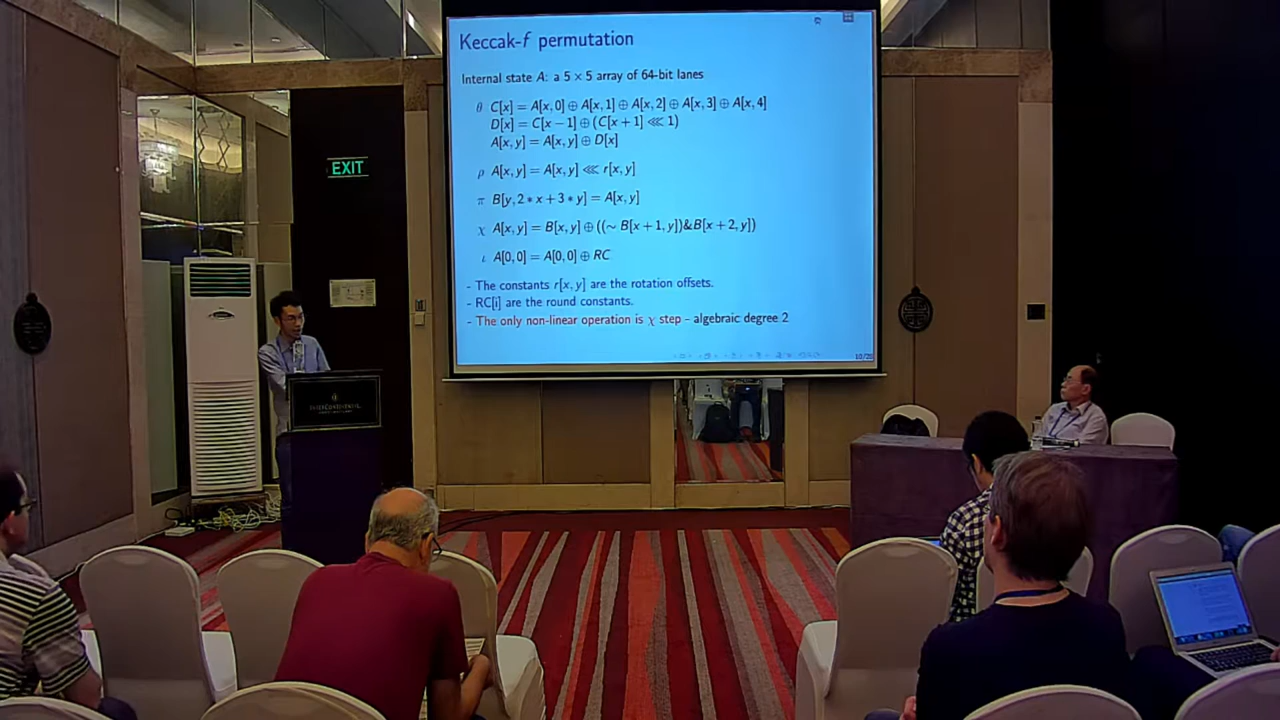 Keccak-f permutation
Internal state A: a 5 × 5 array of 64-bit lanes
θ C[x] = A[x, 0] ⊕ A[x, 1] ⊕ A[x, 2] ⊕ A[x, 3] ⊕ A[x, 4]
D[x] = C[x − 1] ⊕ (C[x + 1] ⋘ 1)
A[x, y] = A[x, y] ⊕ D[x]
ρ A[x, y] = A[x, y] ⋘ r[x, y]
π B[y, 2 ∗ x + 3 ∗ y] = A[x, y]
χ A[x, y] = B[x, y] ⊕ ((∼ B[x + 1, y])&B[x + 2, y])
ι A[0, 0] = A[0, 0] ⊕ RC
- The constants r[x, y] are the rotation offsets.
- RC[i] are the round constants.
- The only non-linear operation is χ step - algebraic degree 2
EXIT
INTERCONTINENTAL